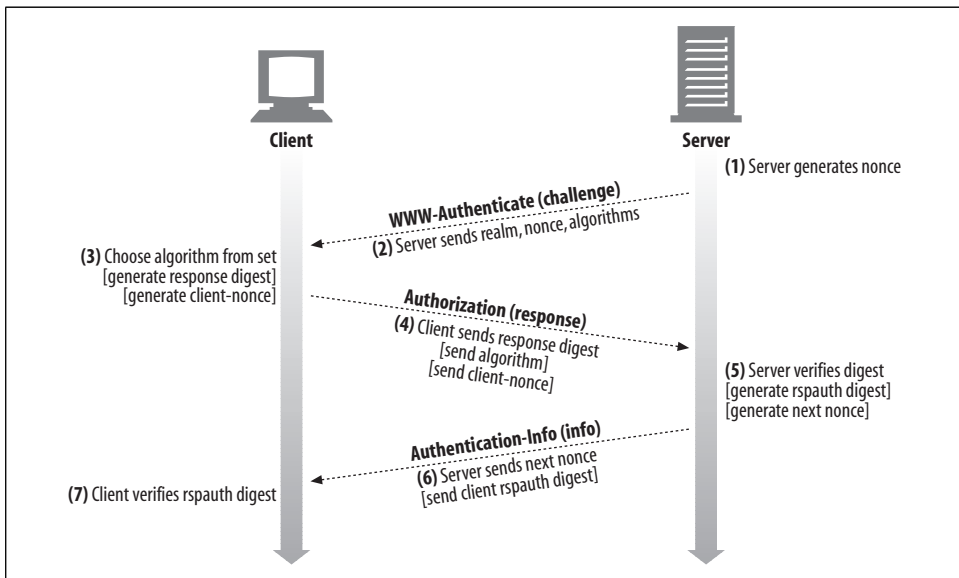 Client
Server
(1) Server generates nonce
WWW-Authenticate (challenge)
(2) Server sends realm, nonce, algorithms
(3) Choose algorithm from set
[generate response digest]
[generate client-nonce]
Authorization (response)
(4) Client sends response digest
[send algorithm]
[send client-nonce]
(5) Server verifies digest
[generate rspauth digest]
[generate next nonce]
Authentication-Info (info)
(6) Server sends next nonce
[send client rspauth digest]
(7) Client verifies rspauth digest